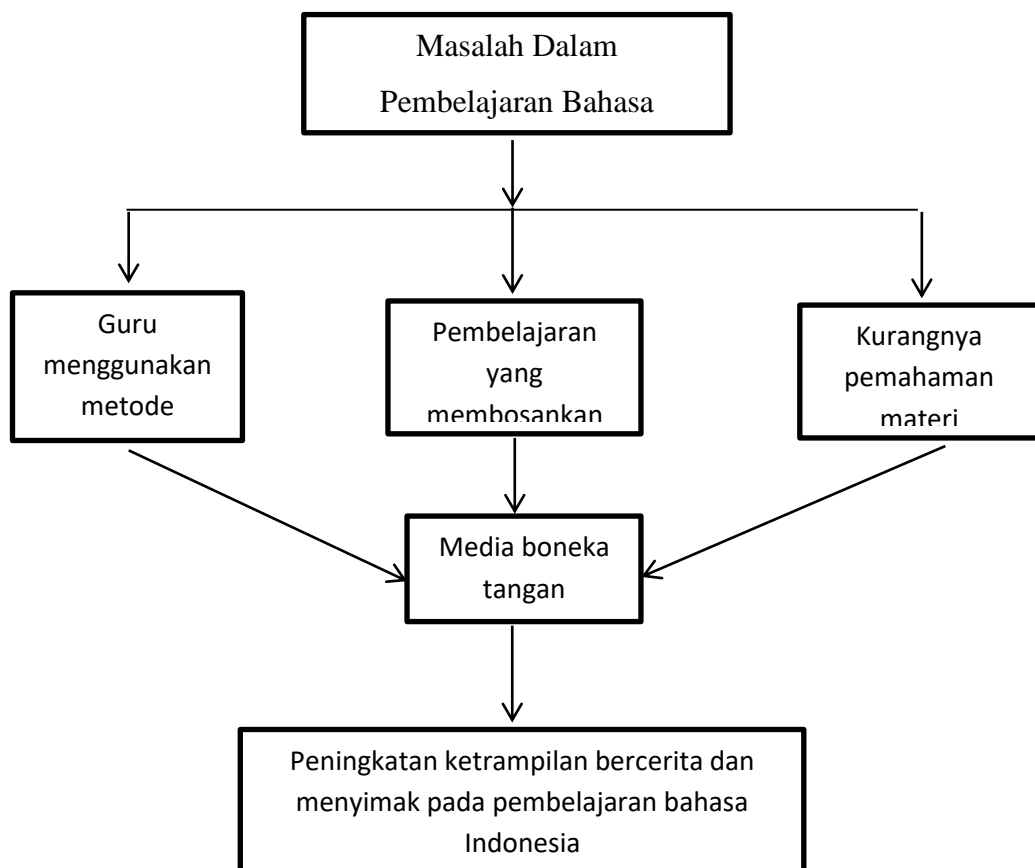 Masalah Dalam
Pembelajaran Bahasa
Guru
menggunakan
metode
Pembelajaran
yang
membosankan
Kurangnya
pemahaman
materi
Media boneka
tangan
Peningkatan ketrampilan bercerita dan
menyimak pada pembelajaran bahasa
Indonesia